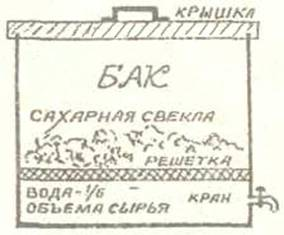 КРЫШКА
БАК
САХАРНАЯ СВЕКЛА
РЕШЕТКА
ВОДА-1/6
ОБЪЕМА СЫРЬЯ
КРАН